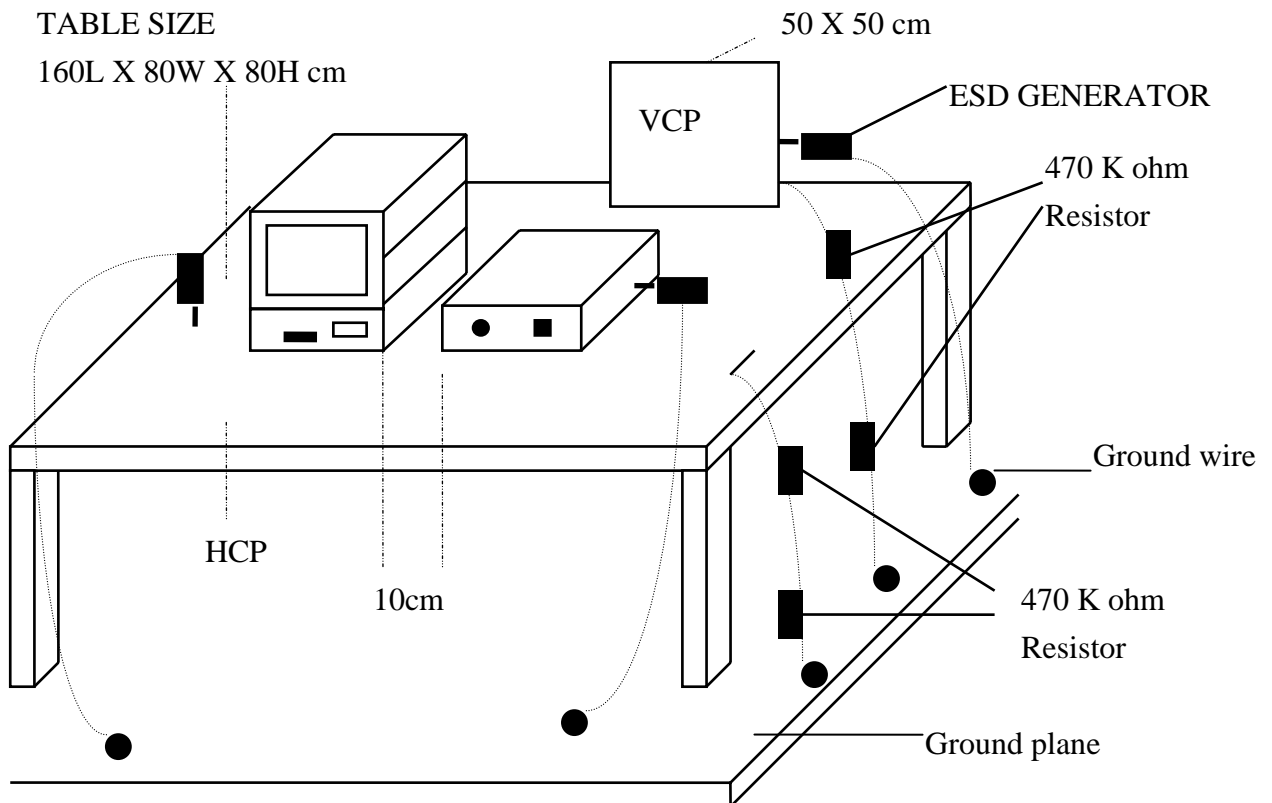 TABLE SIZE
160L X 80W X 80H cm
50 X 50 cm
VCP
ESD GENERATOR
470 K ohm
Resistor
Ground wire
HCP
10cm
470 K ohm
Resistor
Ground plane